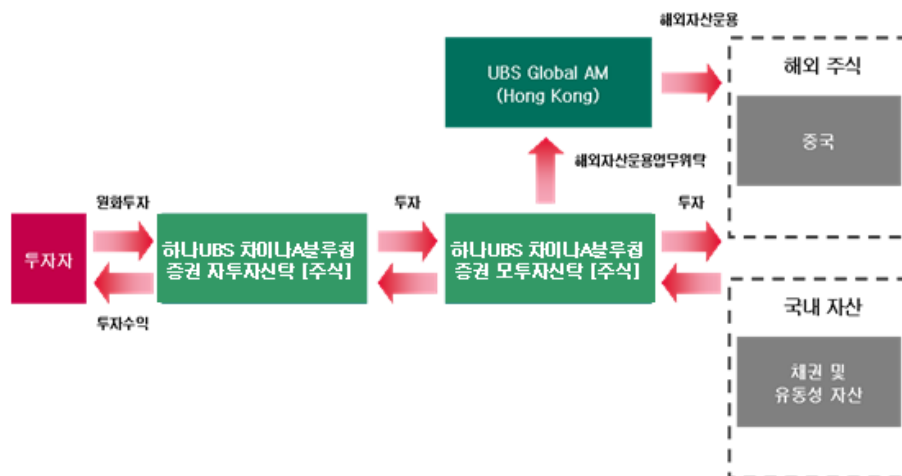 해외자산운용
UBS Global AM
(Hong Kong)
해외 주식
중국
해외자산운용업무위탁
원화투자
투자
투자
투자자
하나UBS 차이나A블루칩
증권 자투자신탁 [주식]
하나UBS 차이나A블루칩
증권 모투자신탁 [주식]
투자수익
국내 자산
채권 및
유동성 자산